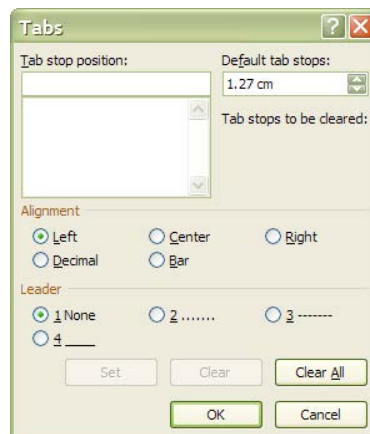 Tabs
Tab stop position:
Default tab stops:
1.27 cm
Tab stops to be cleared:
Alignment
Left Center Right
Decimal Bar
Leader
1 None 2 ....... 3 -------
4 ____
Set Clear Clear All
OK Cancel